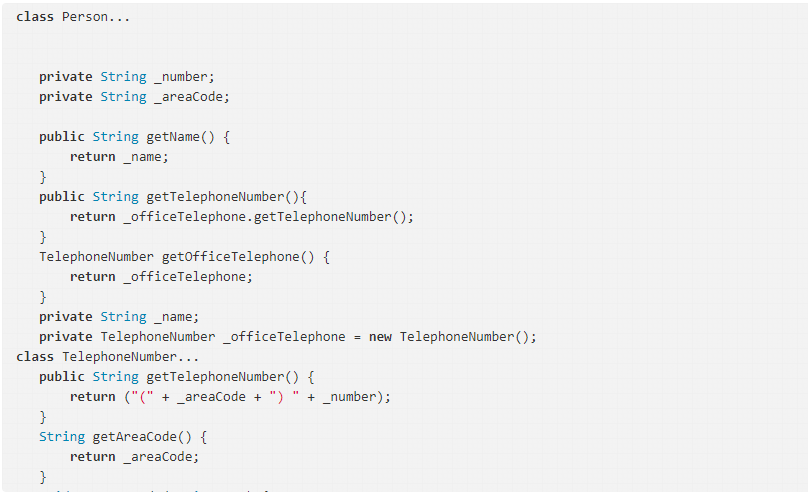 class Person...
private String _number;
private String _areaCode;
public String getName() {
return _name;
}
public String getTelephoneNumber(){
return _officeTelephone.getTelephoneNumber();
}
TelephoneNumber getOfficeTelephone() {
return _officeTelephone;
}
private String _name;
private TelephoneNumber _officeTelephone = new TelephoneNumber();
class TelephoneNumber...
public String getTelephoneNumber() {
return ("(" + _areaCode + ") " + _number);
}
String getAreaCode() {
return _areaCode;
}